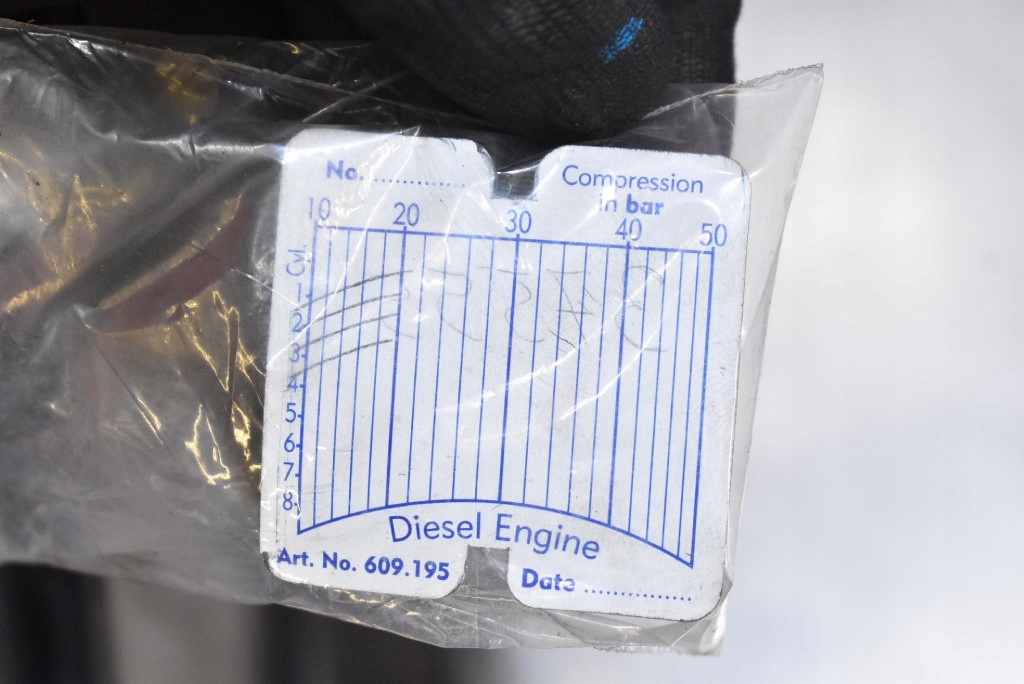 No. ..............
Compression
in bar
10 20 30 40 50
Cyl.
1
2
3
4
5
6
7
8
Diesel Engine
Art. No. 609.195
Date ..............